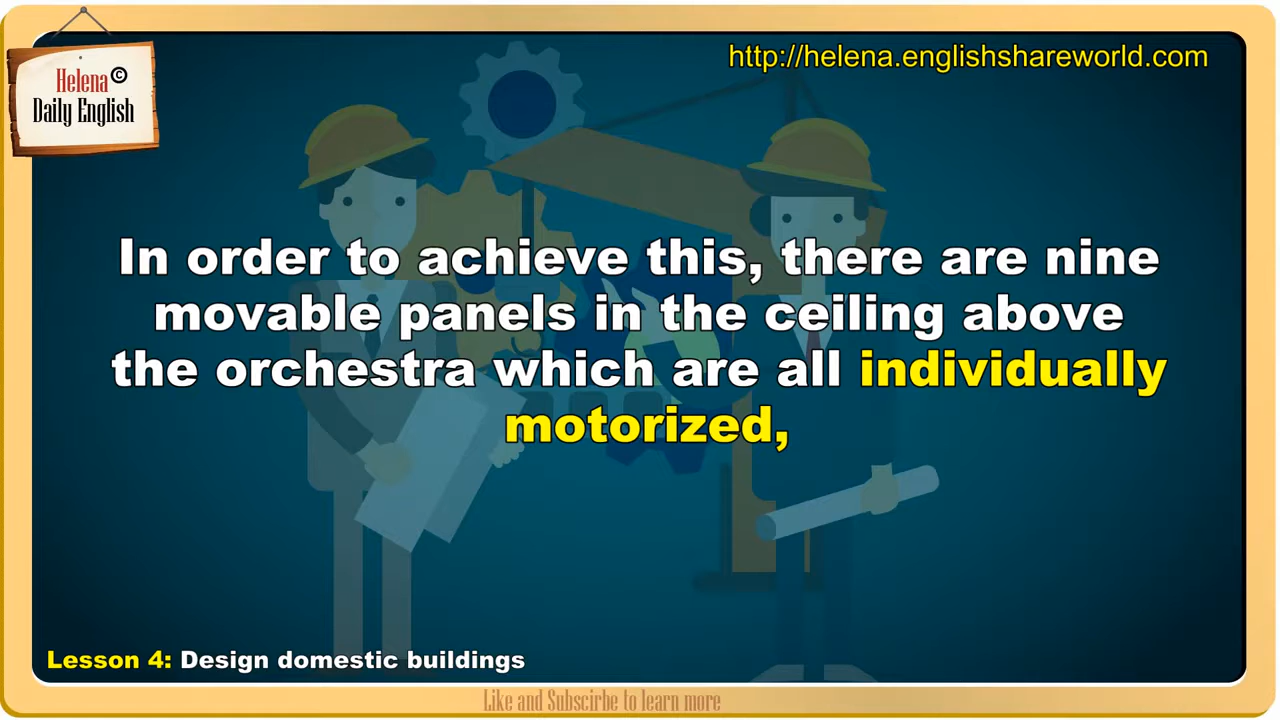 Helena©
Daily English
http://helena.englishshareworld.com
In order to achieve this, there are nine
movable panels in the ceiling above
the orchestra which are all individually
motorized,
Lesson 4: Design domestic buildings
Like and Subscirbe to learn more